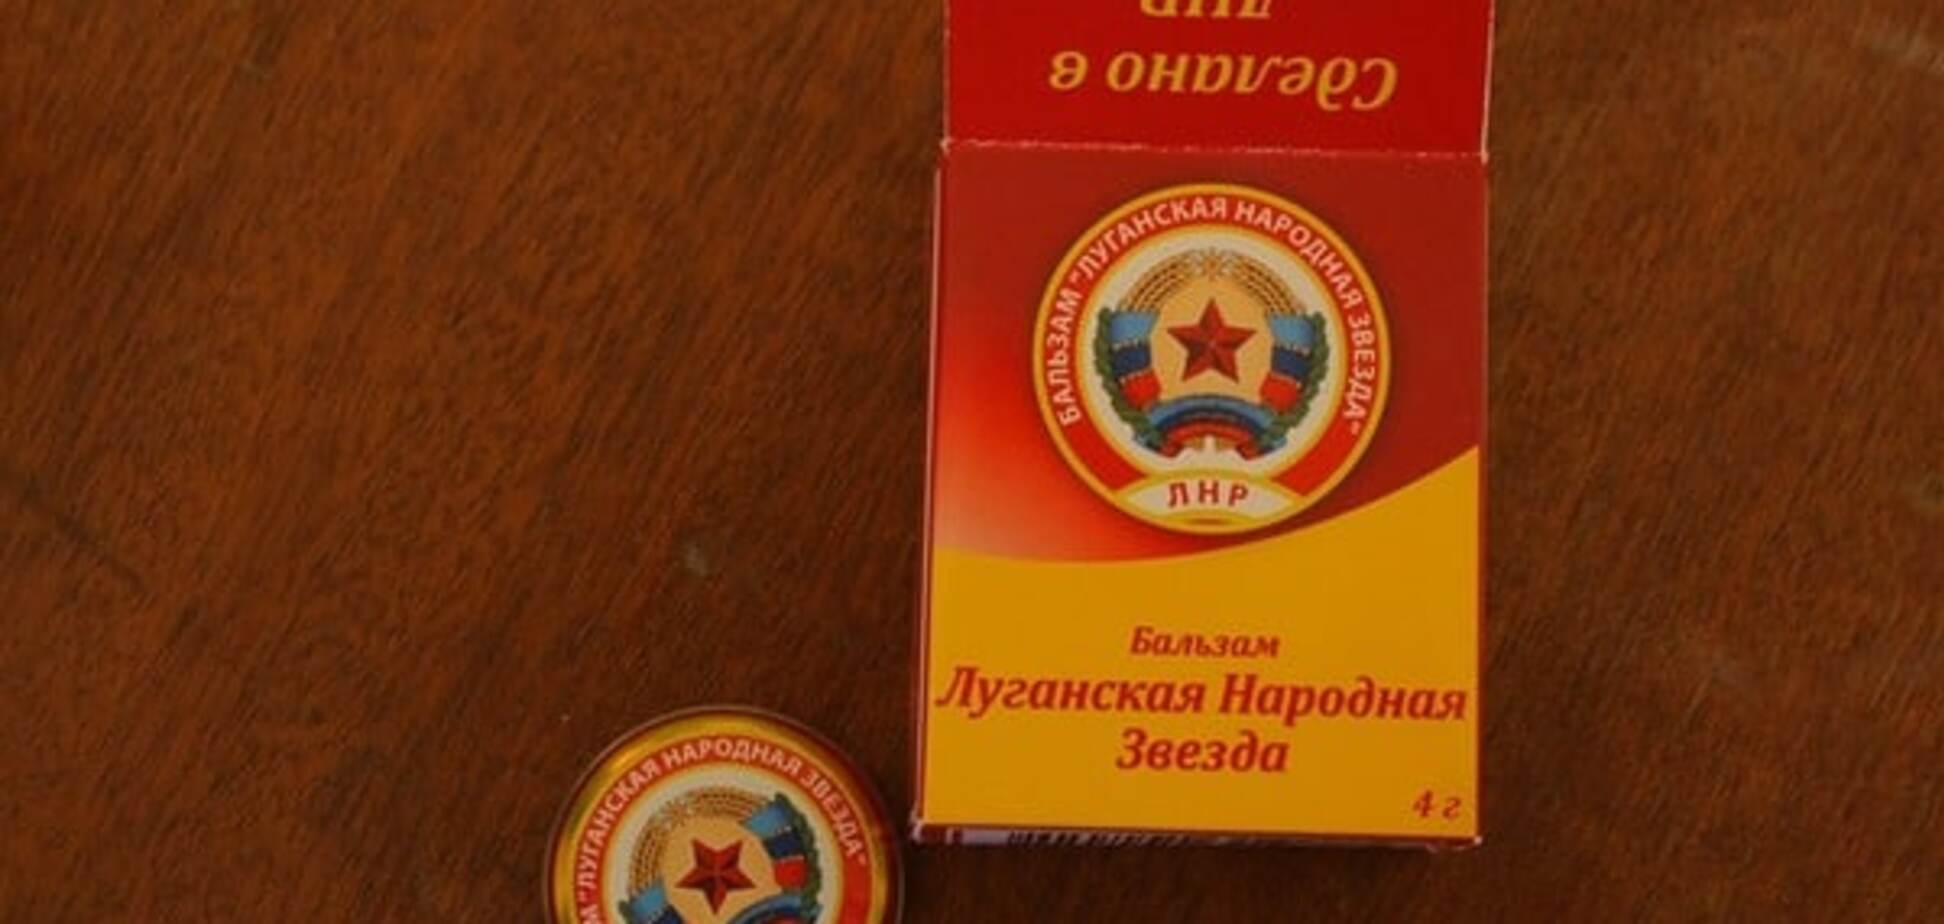 Сделано в
ЛНР
БАЛЬЗАМ "ЛУГАНСКАЯ НАРОДНАЯ ЗВЕЗДА"
ЛНР
Бальзам
Луганская Народная
Звезда
4 г
"ЛУГАНСКАЯ НАРОДНАЯ ЗВЕЗДА"